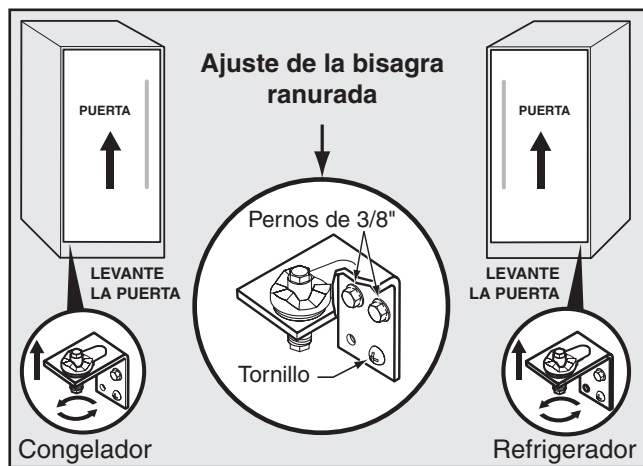 Ajuste de la bisagra
ranurada
PUERTA
LEVANTE
LA PUERTA
Congelador
Pernos de 3/8"
Tornillo
PUERTA
LEVANTE
LA PUERTA
Refrigerador